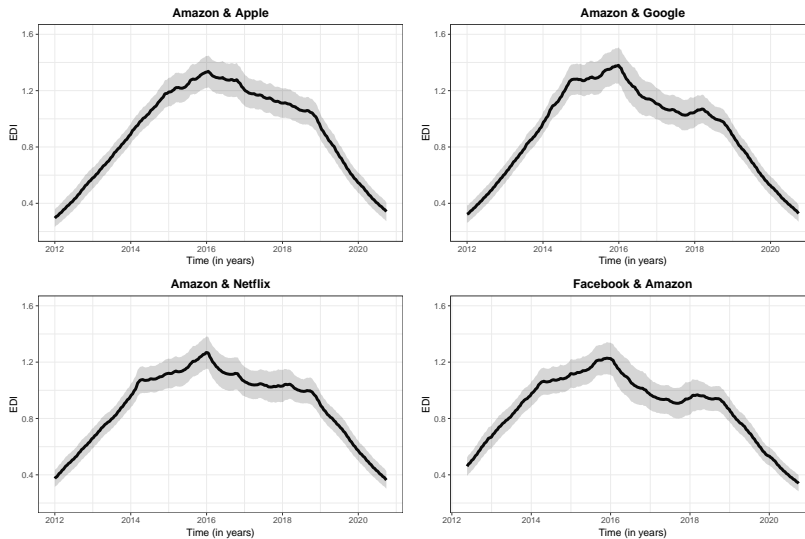 Amazon & Apple
EDI
1.6
1.2
0.8
0.4
2012 2014 2016 2018 2020
Time (in years)
Amazon & Google
EDI
1.6
1.2
0.8
0.4
2012 2014 2016 2018 2020
Time (in years)
Amazon & Netflix
EDI
1.6
1.2
0.8
0.4
2012 2014 2016 2018 2020
Time (in years)
Facebook & Amazon
EDI
1.6
1.2
0.8
0.4
2012 2014 2016 2018 2020
Time (in years)